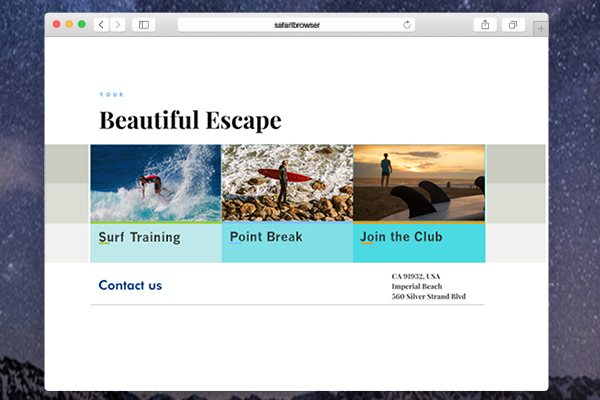 safaribrowser
YOUR
Beautiful Escape
Surf Training
Point Break
Join the Club
Contact us
CA 91932, USA
Imperial Beach
560 Silver Strand Blvd